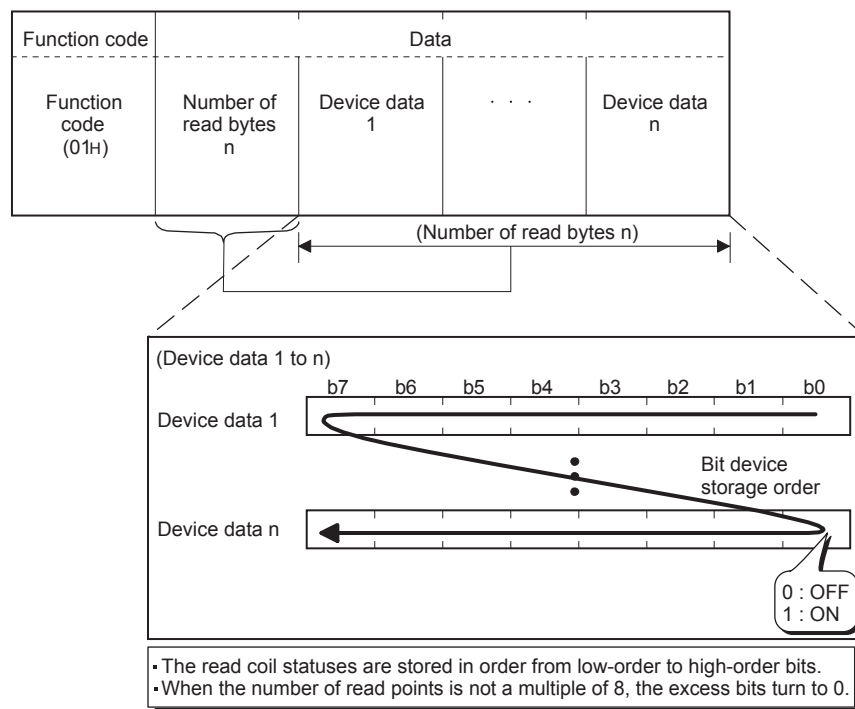 Function code Data
Function code (01H)
Number of read bytes n
Device data 1
· · ·
Device data n
(Number of read bytes n)
(Device data 1 to n)
b7 b6 b5 b4 b3 b2 b1 b0
Device data 1
Bit device
storage order
Device data n
0 : OFF
1 : ON
▪ The read coil statuses are stored in order from low-order to high-order bits.
▪ When the number of read points is not a multiple of 8, the excess bits turn to 0.